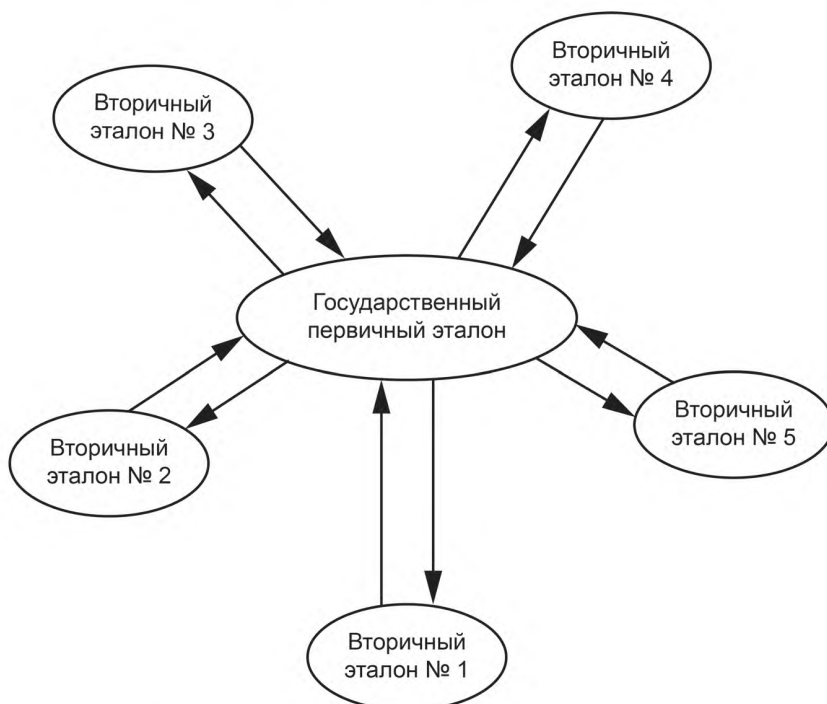 Вторичный
эталон № 4
Вторичный
эталон № 3
Государственный
первичный эталон
Вторичный
эталон № 5
Вторичный
эталон № 2
Вторичный
эталон № 1